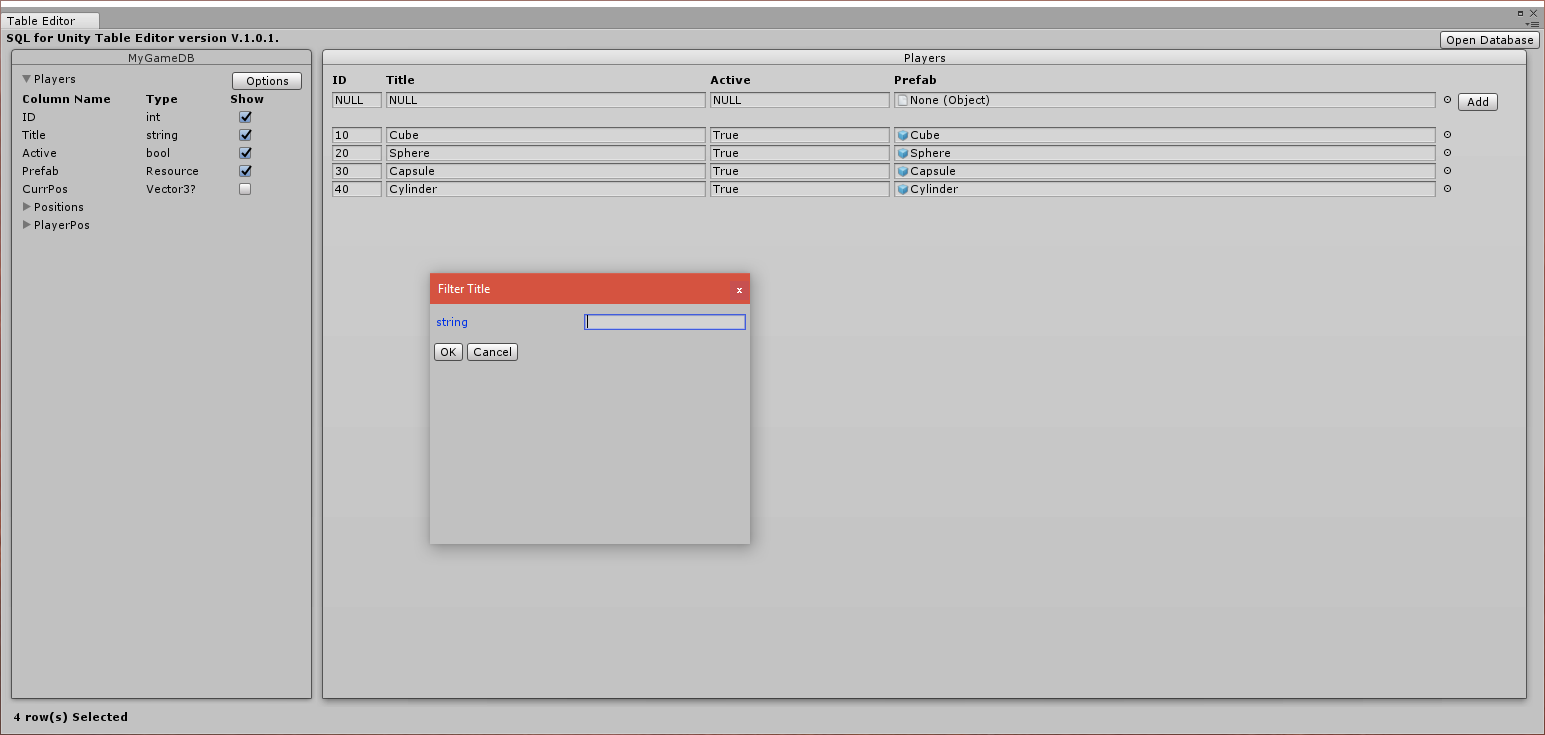 Table Editor
SQL for Unity Table Editor version V.1.0.1.
Open Database
MyGameDB
Players
Options
Column Name Type Show
ID int
Title string
Active bool
Prefab Resource
CurrPos Vector3?
Positions
PlayerPos
Players
ID Title Active Prefab
NULL NULL NULL None (Object) Add
10 Cube True Cube
20 Sphere True Sphere
30 Capsule True Capsule
40 Cylinder True Cylinder
Filter Title x
string
OK Cancel
4 row(s) Selected